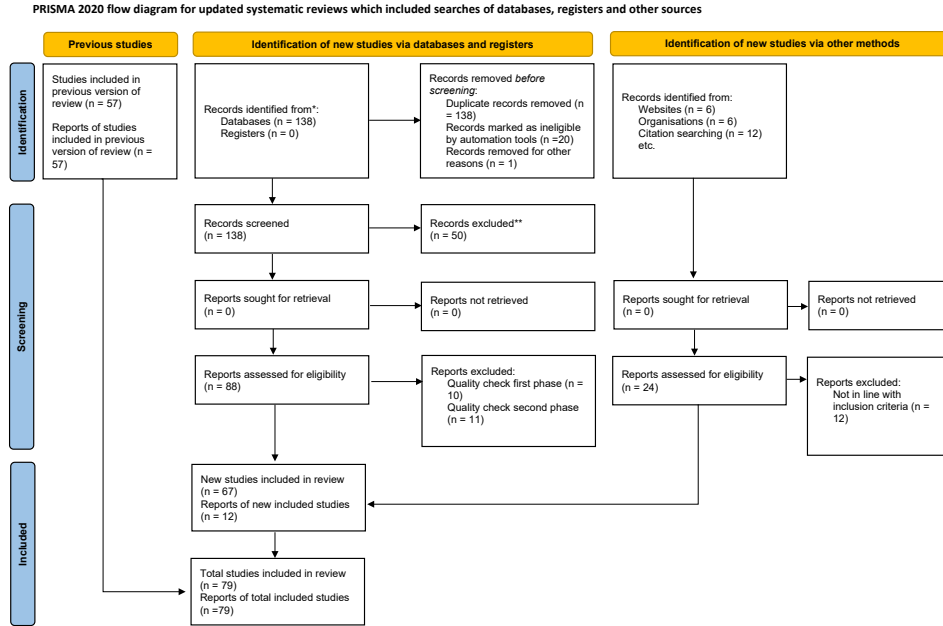 PRISMA 2020 flow diagram for updated systematic reviews which included searches of databases, registers and other sources
Previous studies
Identification of new studies via databases and registers
Identification of new studies via other methods
Identification
Studies included in
previous version of
review (n = 57)
Reports of studies
included in previous
version of review (n =
57)
Records identified from*:
Databases (n = 138)
Registers (n = 0)
Records removed before
screening:
Duplicate records removed (n
= 138)
Records marked as ineligible
by automation tools (n =20)
Records removed for other
reasons (n = 1)
Records identified from:
Websites (n = 6)
Organisations (n = 6)
Citation searching (n = 12)
etc.
Screening
Records screened
(n = 138)
Records excluded**
(n = 50)
Reports sought for retrieval
(n = 0)
Reports not retrieved
(n = 0)
Reports sought for retrieval
(n = 0)
Reports not retrieved
(n = 0)
Reports assessed for eligibility
(n = 88)
Reports excluded:
Quality check first phase (n =
10)
Quality check second phase
(n = 11)
Reports assessed for eligibility
(n = 24)
Reports excluded:
Not in line with
inclusion criteria (n =
12)
Included
New studies included in review
(n = 67)
Reports of new included studies
(n = 12)
Total studies included in review
(n = 79)
Reports of total included studies
(n =79)